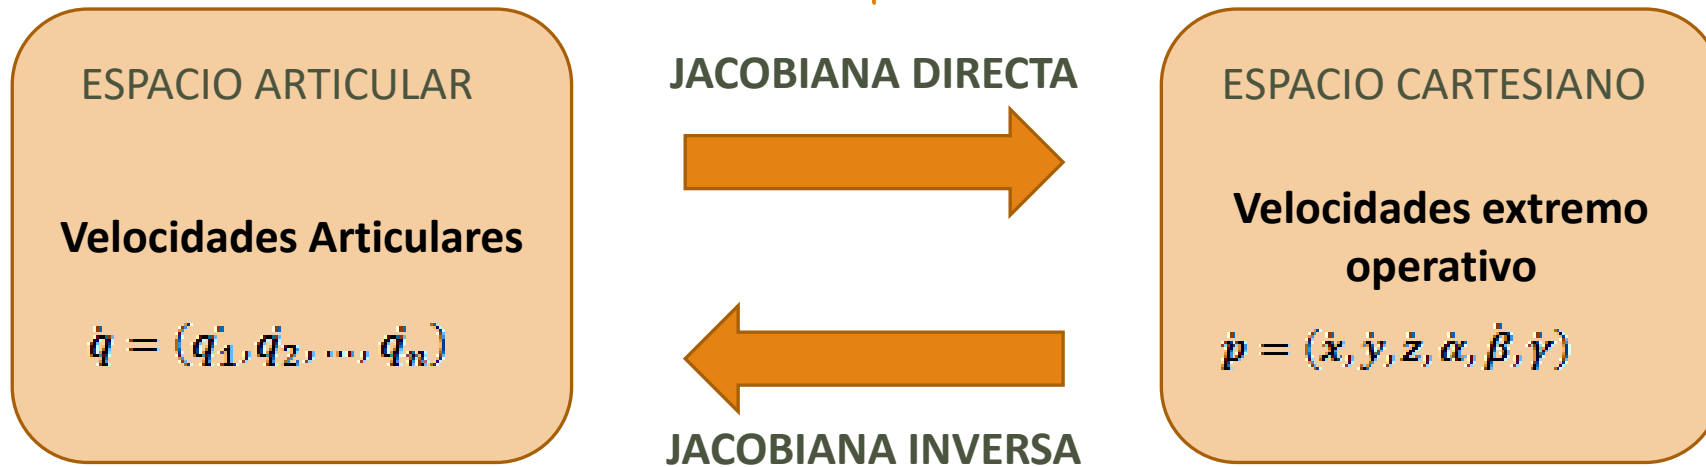 ESPACIO ARTICULAR
Velocidades Articulares
q̇ = (q̇₁, q̇₂, ..., q̇ₙ)
JACOBIANA DIRECTA
JACOBIANA INVERSA
ESPACIO CARTESIANO
Velocidades extremo
operativo
ṗ = (ẋ, ẏ, ż, α̇, β̇, γ̇)